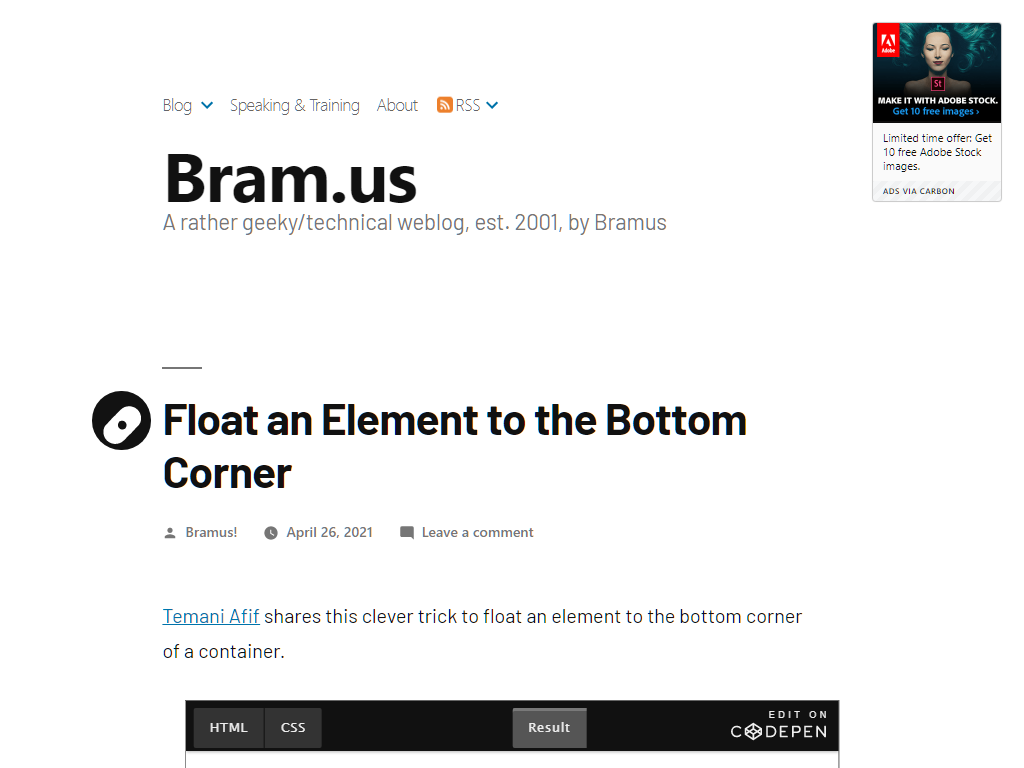 Blog Speaking & Training About RSS
Bram.us
A rather geeky/technical weblog, est. 2001, by Bramus
Adobe
St
MAKE IT WITH ADOBE STOCK.
Get 10 free images ›
Limited time offer: Get
10 free Adobe Stock
images.
ADS VIA CARBON
Float an Element to the Bottom
Corner
Bramus! April 26, 2021 Leave a comment
Temani Afif shares this clever trick to float an element to the bottom corner
of a container.
HTML CSS Result EDIT ON
CODEPEN